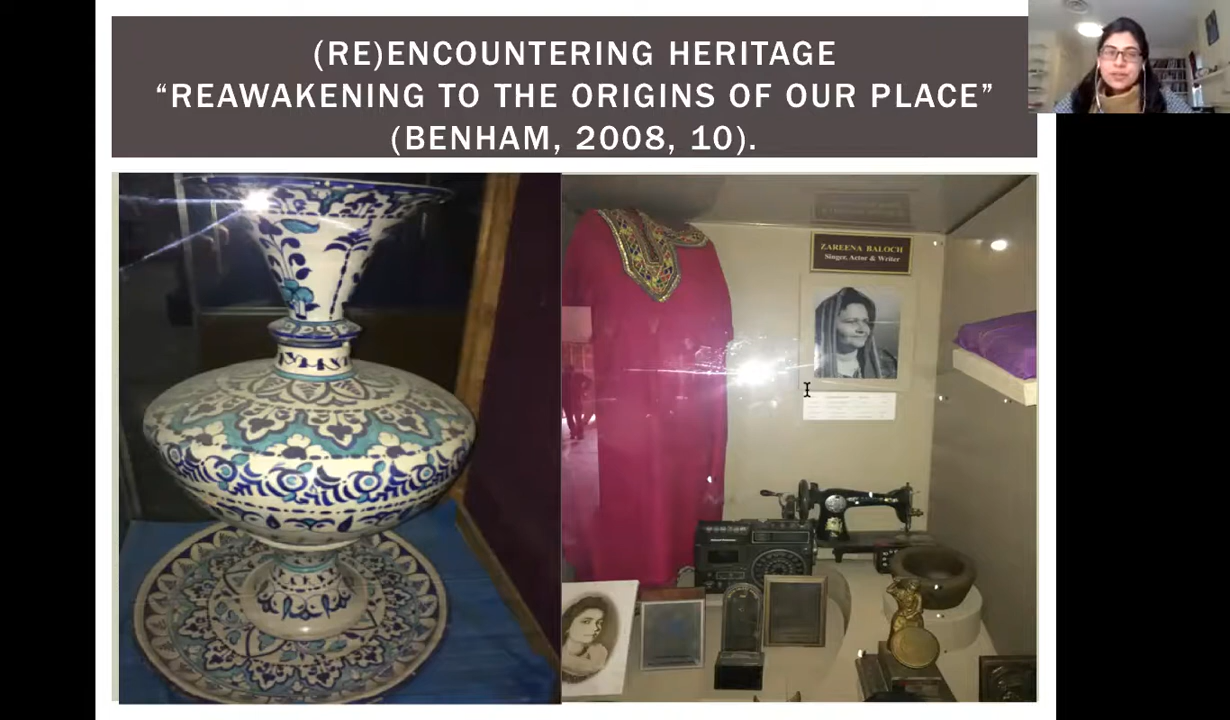 (RE)ENCOUNTERING HERITAGE
“REAWAKENING TO THE ORIGINS OF OUR PLACE”
(BENHAM, 2008, 10).
ZAREENA BALOCH
Singer, Actor & Writer